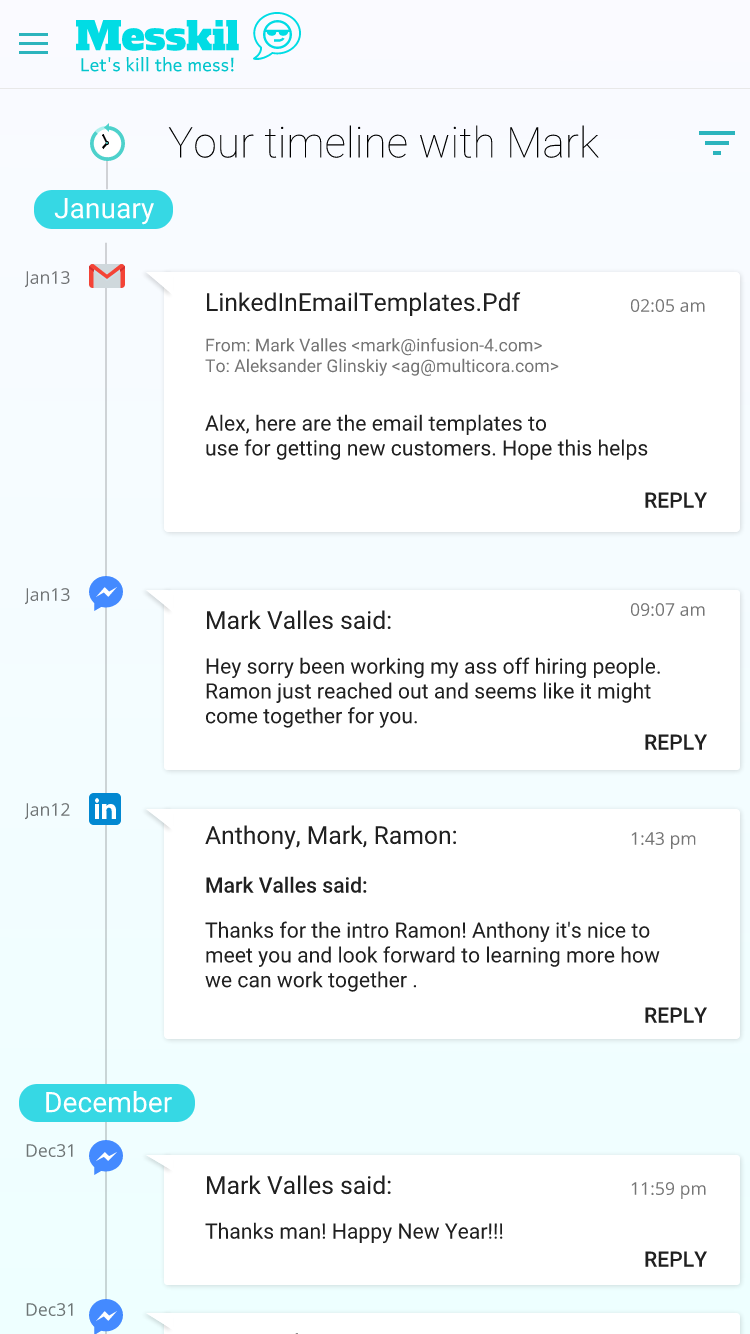 Messkil
Let's kill the mess!
Your timeline with Mark
January
Jan13
LinkedInEmailTemplates.Pdf
02:05 am
From: Mark Valles <mark@infusion-4.com>
To: Aleksander Glinskiy <ag@multicora.com>
Alex, here are the email templates to
use for getting new customers. Hope this helps
REPLY
Jan13
Mark Valles said:
09:07 am
Hey sorry been working my ass off hiring people.
Ramon just reached out and seems like it might
come together for you.
REPLY
Jan12
in
Anthony, Mark, Ramon:
1:43 pm
Mark Valles said:
Thanks for the intro Ramon! Anthony it's nice to
meet you and look forward to learning more how
we can work together .
REPLY
December
Dec31
Mark Valles said:
11:59 pm
Thanks man! Happy New Year!!!
REPLY
Dec31